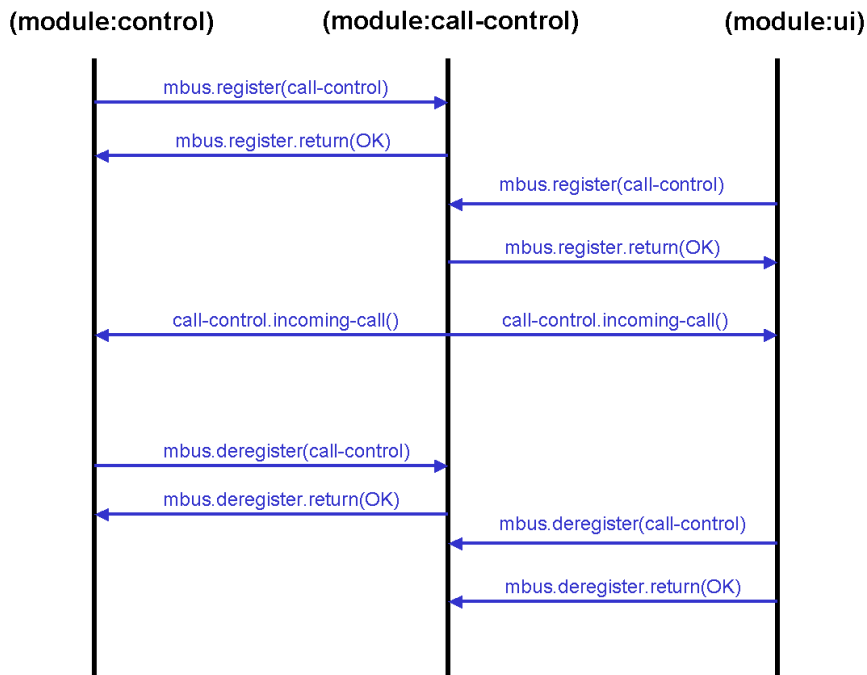 (module:control) (module:call-control) (module:ui)
mbus.register(call-control)
mbus.register.return(OK)
mbus.register(call-control)
mbus.register.return(OK)
call-control.incoming-call() call-control.incoming-call()
mbus.deregister(call-control)
mbus.deregister.return(OK)
mbus.deregister(call-control)
mbus.deregister.return(OK)